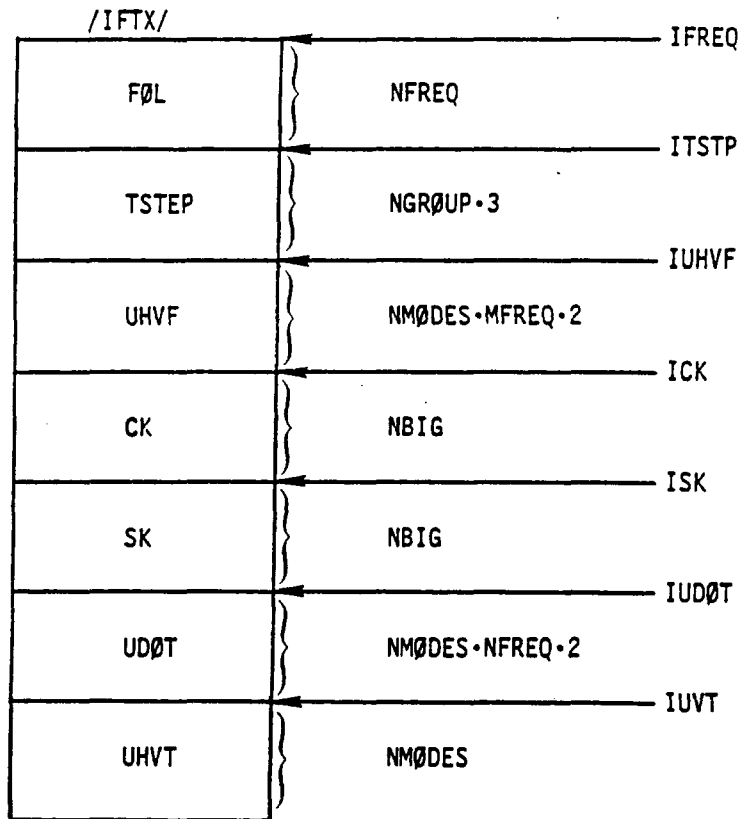 /IFTX/
IFREQ
FØL NFREQ
ITSTP
TSTEP NGRØUP·3
IUHVF
UHVF NMØDES·MFREQ·2
ICK
CK NBIG
ISK
SK NBIG
IUDØT
UDØT NMØDES·NFREQ·2
IUVT
UHVT NMØDES